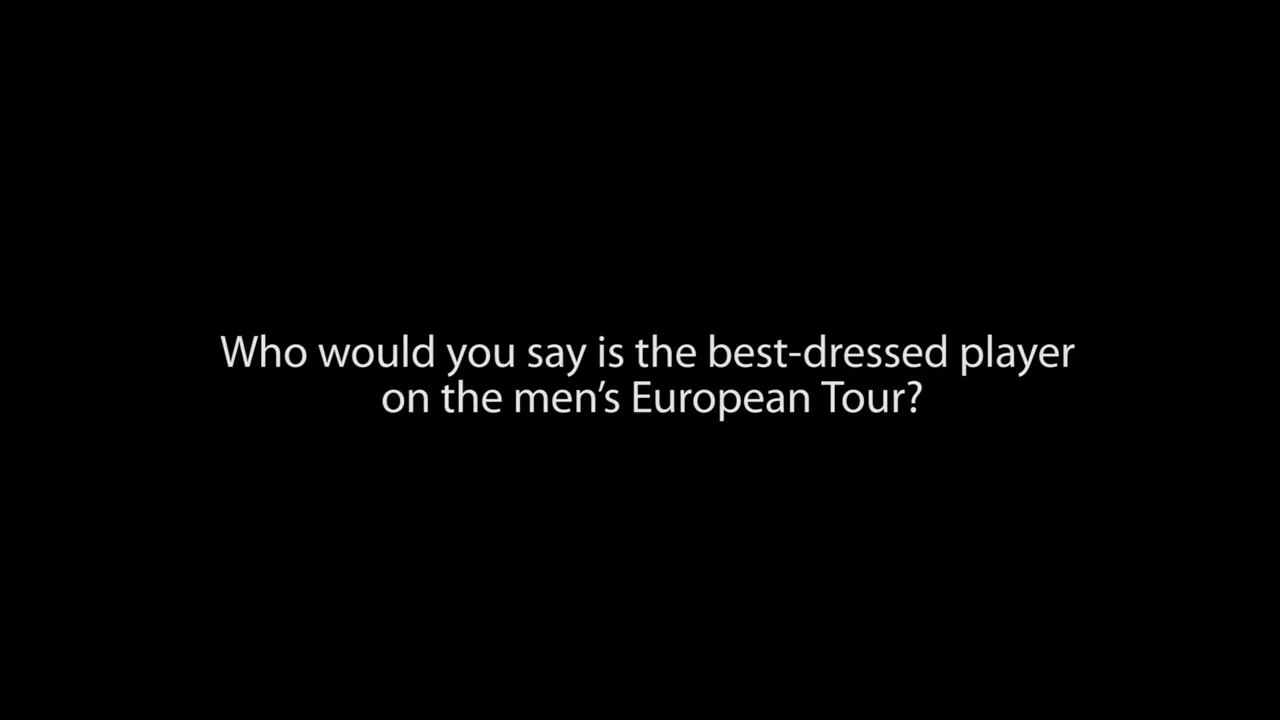 Who would you say is the best-dressed player
on the men’s European Tour?